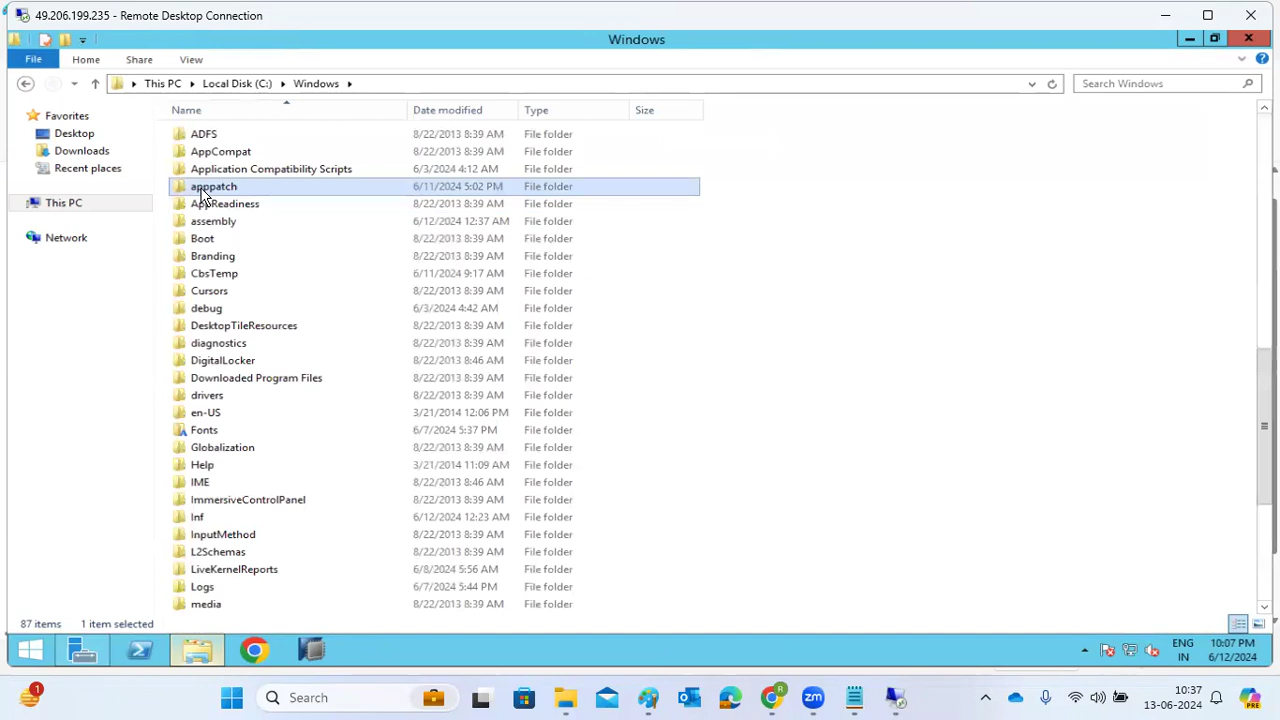 49.206.199.235 - Remote Desktop Connection
Windows
File Home Share View
This PC Local Disk (C:) Windows Search Windows
Name Date modified Type Size
Favorites
Desktop
Downloads
Recent places
This PC
Network
ADFS 8/22/2013 8:39 AM File folder
AppCompat 8/22/2013 8:39 AM File folder
Application Compatibility Scripts 6/3/2024 4:12 AM File folder
apppatch 6/11/2024 5:02 PM File folder
AppReadiness 8/22/2013 8:39 AM File folder
assembly 6/12/2024 12:37 AM File folder
Boot 8/22/2013 8:39 AM File folder
Branding 8/22/2013 8:39 AM File folder
CbsTemp 6/11/2024 9:17 AM File folder
Cursors 8/22/2013 8:39 AM File folder
debug 6/3/2024 4:42 AM File folder
DesktopTileResources 8/22/2013 8:39 AM File folder
diagnostics 8/22/2013 8:39 AM File folder
DigitalLocker 8/22/2013 8:46 AM File folder
Downloaded Program Files 8/22/2013 8:39 AM File folder
drivers 8/22/2013 8:39 AM File folder
en-US 3/21/2014 12:06 PM File folder
Fonts 6/7/2024 5:37 PM File folder
Globalization 8/22/2013 8:39 AM File folder
Help 3/21/2014 11:09 AM File folder
IME 8/22/2013 8:46 AM File folder
ImmersiveControlPanel 8/22/2013 8:39 AM File folder
Inf 6/12/2024 12:23 AM File folder
InputMethod 8/22/2013 8:39 AM File folder
L2Schemas 8/22/2013 8:39 AM File folder
LiveKernelReports 6/8/2024 5:56 AM File folder
Logs 6/7/2024 5:44 PM File folder
media 8/22/2013 8:39 AM File folder
87 items 1 item selected
ENG 10:07 PM
IN 6/12/2024
1 Search R zm 10:37
13-06-2024 PRE